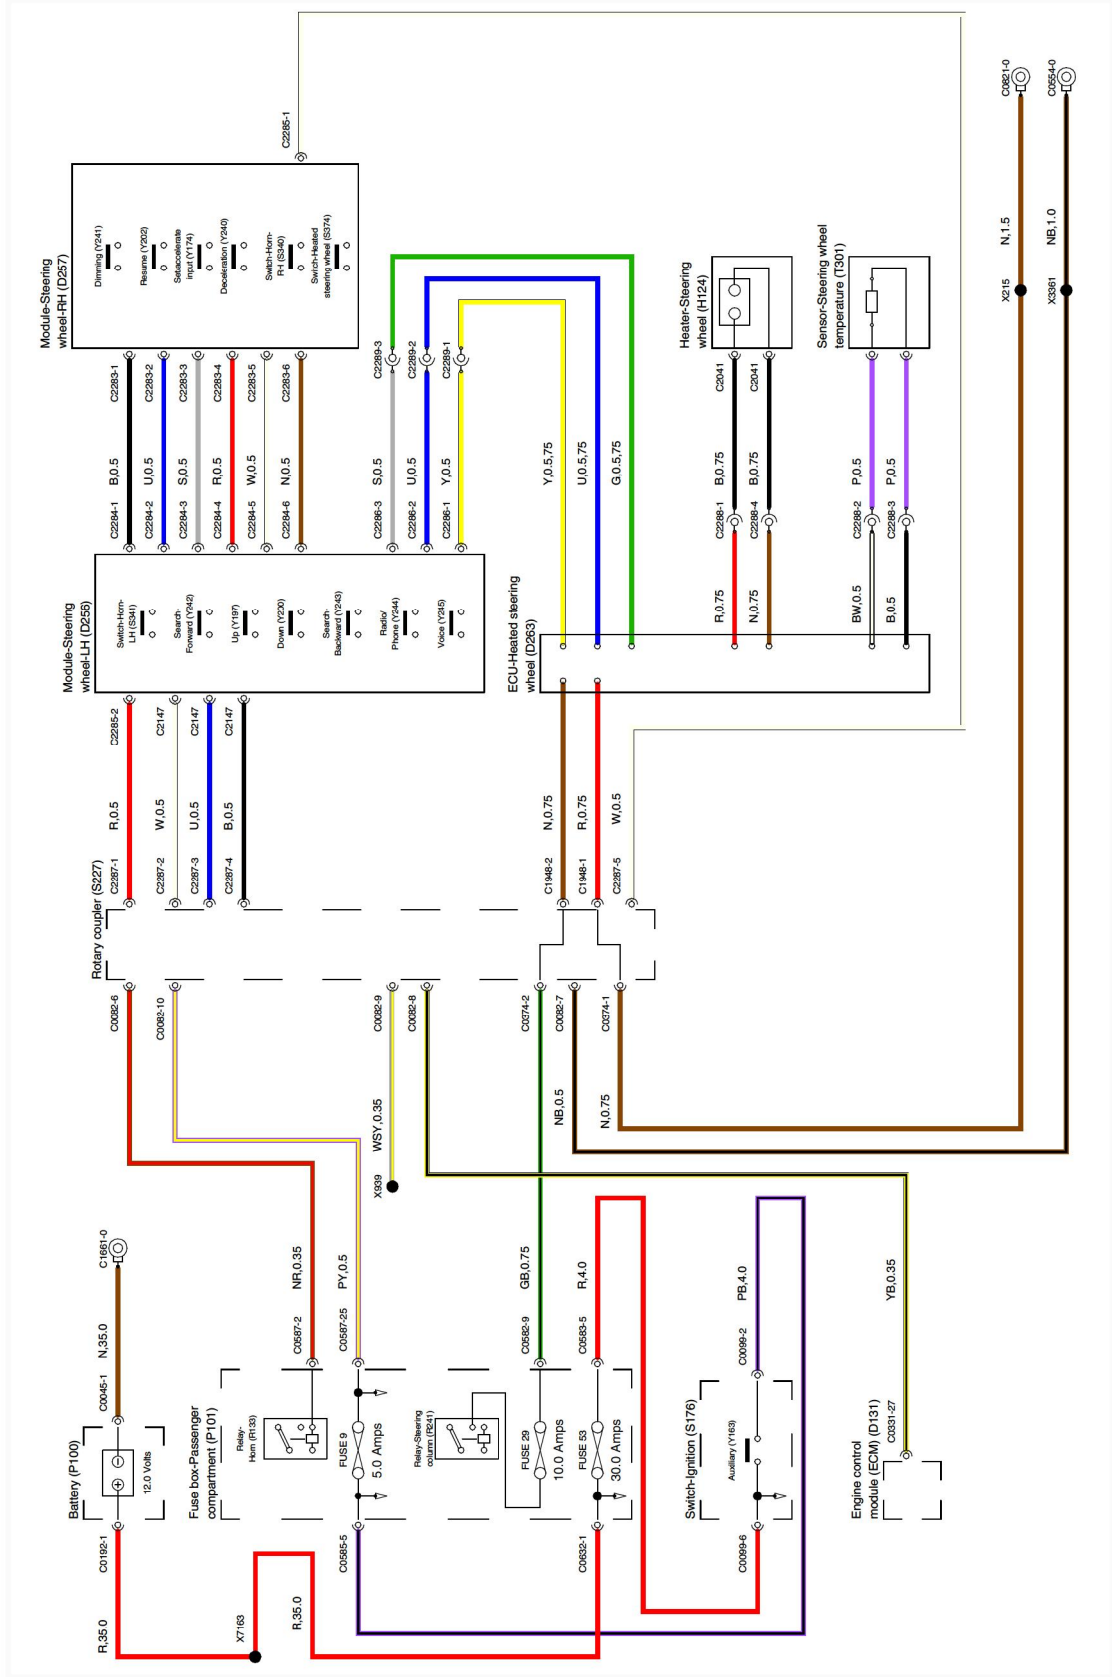 C2285-1
C0821-0
C0554-0
Module-Steering
wheel-RH (D257)
Dimming (Y241)
Resume (Y202)
Set/accelerate
input (Y174)
Deceleration (Y240)
Switch-Horn-
RH (S340)
Switch-Heated
steering wheel (S374)
N,1.5
NB,1.0
X215
X3361
Heater-Steering
wheel (H124)
Sensor-Steering wheel
temperature (T301)
C2283-1
C2283-2
C2283-3
C2283-4
C2283-5
C2283-6
C2289-3
C2289-2
C2289-1
C2041
C2041
B,0.5
U,0.5
S,0.5
R,0.5
W,0.5
N,0.5
S,0.5
U,0.5
Y,0.5
Y,0.5,75
U,0.5,75
G.0.5,75
B,0.75
B,0.75
P,0.5
P,0.5
C2284-1
C2284-2
C2284-3
C2284-4
C2284-5
C2284-6
C2286-3
C2286-2
C2286-1
C2288-1
C2288-4
C2288-2
C2288-3
Module-Steering
wheel-LH (D256)
Switch-Horn-
LH (S341)
Search-
Forward (Y242)
Up (Y197)
Down (Y200)
Search-
Backward (Y243)
Radio/
Phone (Y244)
Voice (Y245)
ECU-Heated steering
wheel (D263)
R,0.75
N,0.75
BW,0.5
B,0.5
C2285-2
C2147
C2147
C2147
R,0.5
W,0.5
U,0.5
B,0.5
N,0.75
R,0.75
W,0.5
C2287-1
C2287-2
C2287-3
C2287-4
C1948-2
C1948-1
C2287-5
Rotary coupler (S227)
C0082-6
C0082-10
C0082-9
C0082-8
C0374-2
C0082-7
C0374-1
WSY,0.35
NB,0.5
N,0.75
X939
C1661-0
N,35.0
NR,0.35
PY,0.5
GB,0.75
R,4.0
PB,4.0
YB,0.35
C0045-1
C0587-2
C0587-25
C0582-9
C0583-5
C0099-2
C0331-27
Battery (P100)
12.0 Volts
Fuse box-Passenger
compartment (P101)
Relay-
Horn (R133)
FUSE 9
5.0 Amps
Relay-Steering
column (R241)
FUSE 29
10.0 Amps
FUSE 53
30.0 Amps
Switch-Ignition (S176)
Auxiliary (Y163)
Engine control
module (ECM) (D131)
C0192-1
C0585-5
C0632-1
C0099-6
R,35.0
X7163
R,35.0